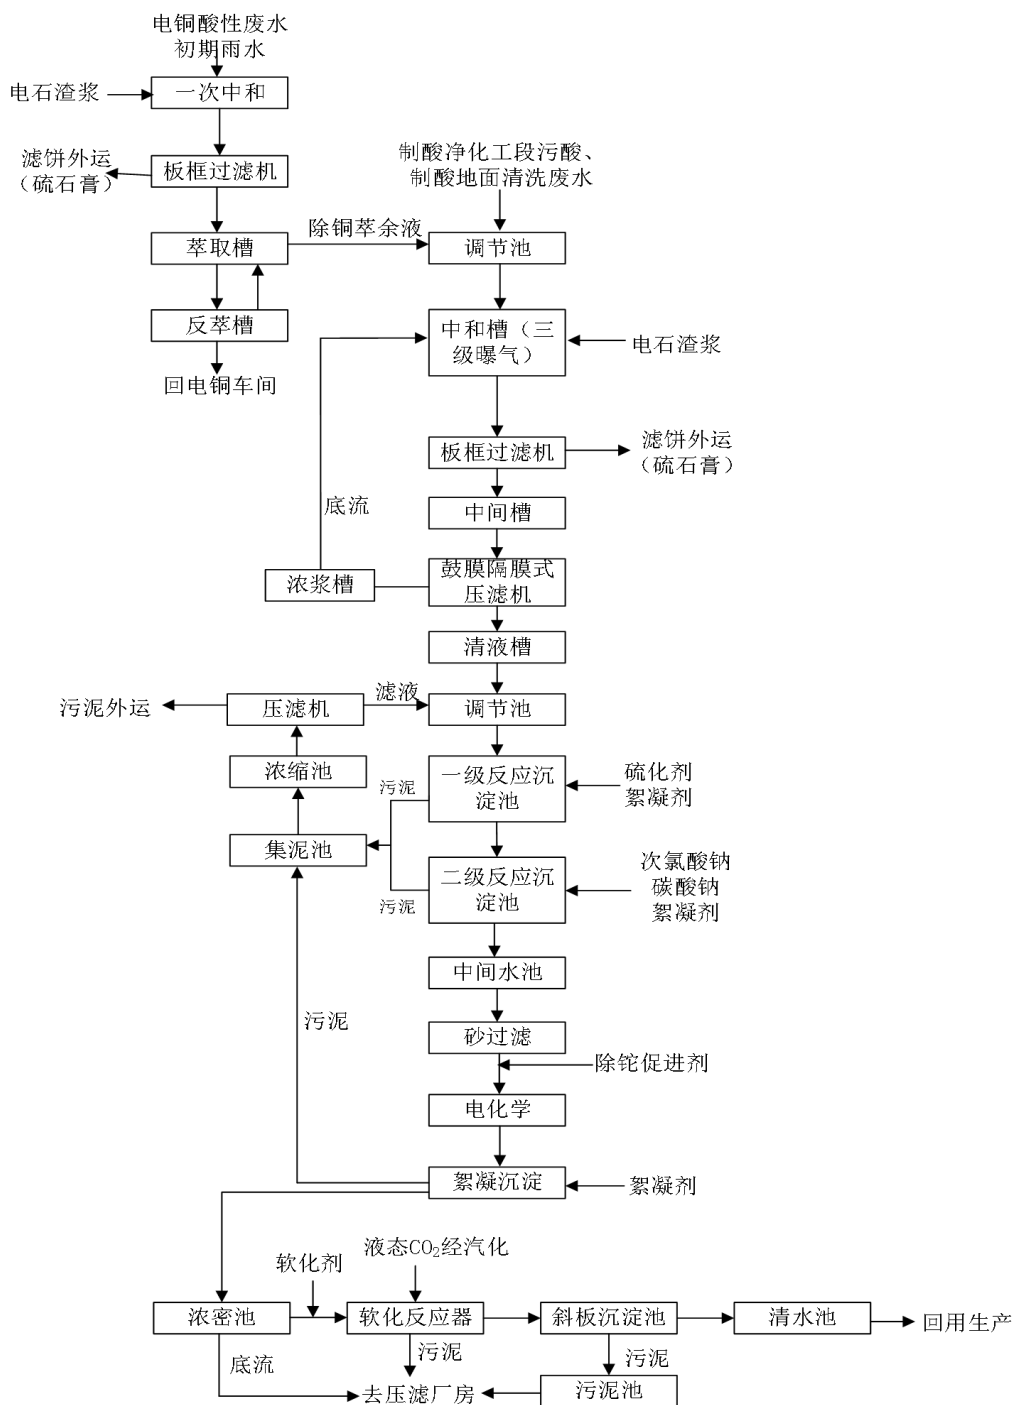 电铜酸性废水
初期雨水
电石渣浆
一次中和
滤饼外运
（硫石膏）
板框过滤机
制酸净化工段污酸、
制酸地面清洗废水
萃取槽
除铜萃余液
调节池
反萃槽
回电铜车间
中和槽（三
级曝气）
电石渣浆
板框过滤机
滤饼外运
（硫石膏）
底流
中间槽
浓浆槽
鼓膜隔膜式
压滤机
清液槽
污泥外运
压滤机
滤液
调节池
浓缩池
污泥
一级反应沉
淀池
硫化剂
絮凝剂
集泥池
污泥
二级反应沉
淀池
次氯酸钠
碳酸钠
絮凝剂
中间水池
污泥
砂过滤
除铊促进剂
电化学
絮凝沉淀
絮凝剂
软化剂
液态CO₂经汽化
浓密池
软化反应器
斜板沉淀池
清水池
回用生产
底流
污泥
污泥
去压滤厂房
污泥池